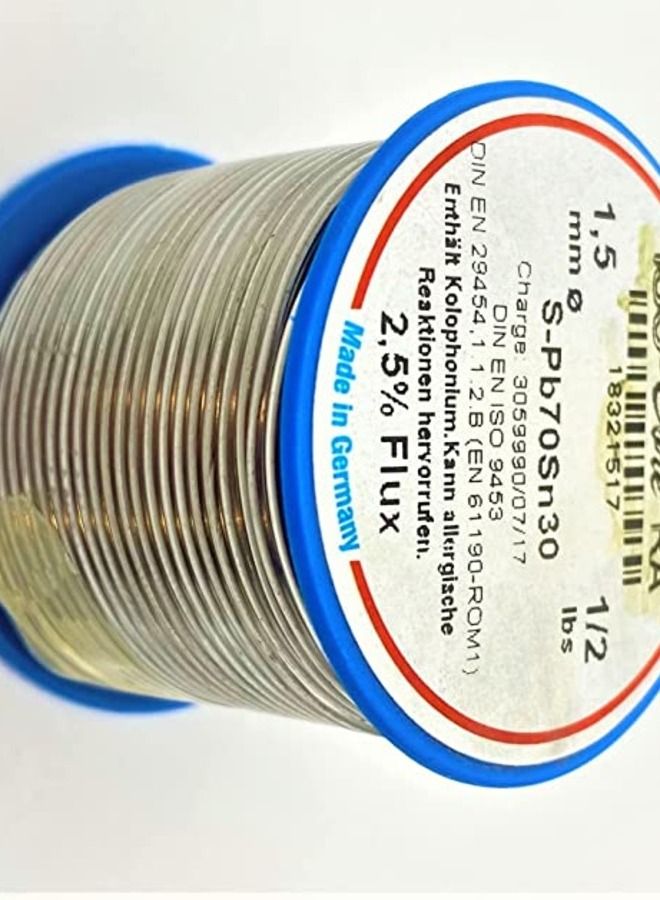 18321517
1,5
mm ø
1/2
lbs
S-Pb70Sn30
Charge: 3059990/07/17
DIN EN ISO 9453
DIN EN 29454.1 1.2.B (EN 61190-ROM1)
Enthält Kolophonium.Kann allergische
Reaktionen hervorrufen.
2,5% Flux
Made in Germany